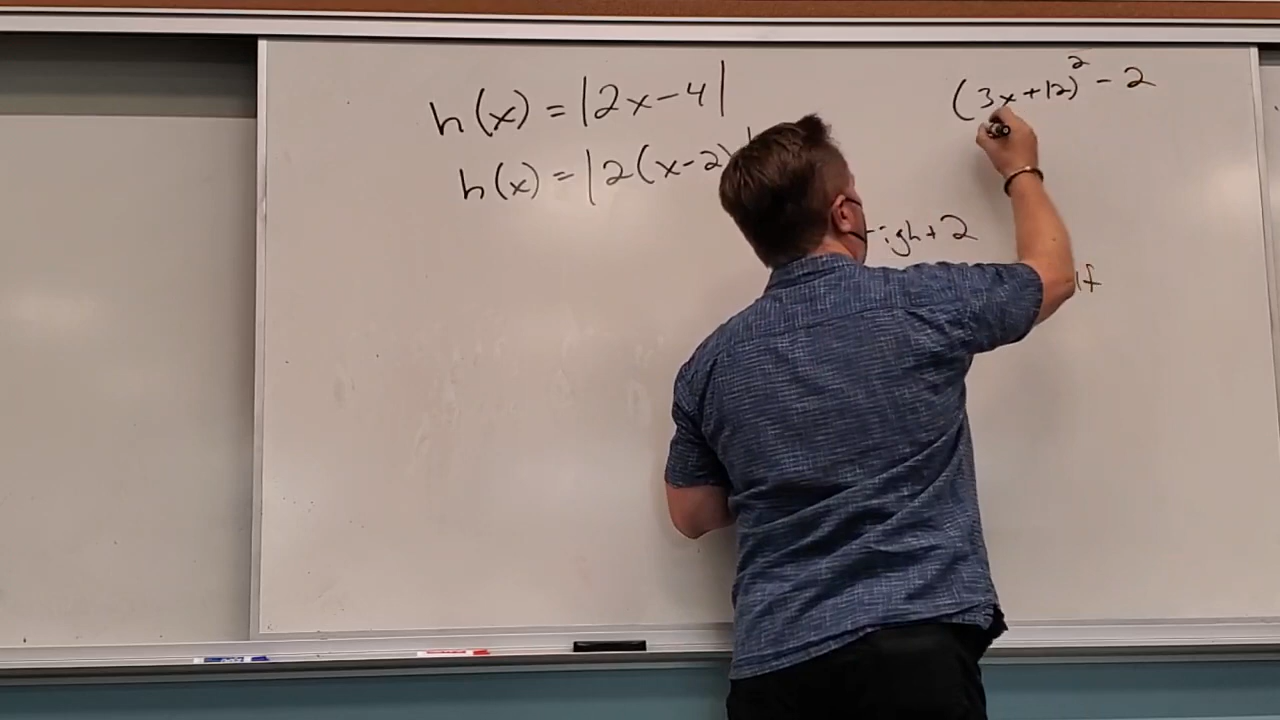 h(x) = |2x-4|
(3x+12)² - 2
h(x) = |2(x-2)
2